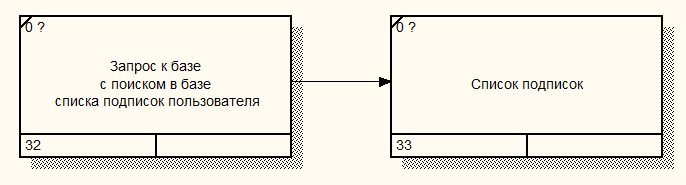 0 ?
Запрос к базе
с поиском в базе
списка подписок пользователя
32
0 ?
Список подписок
33